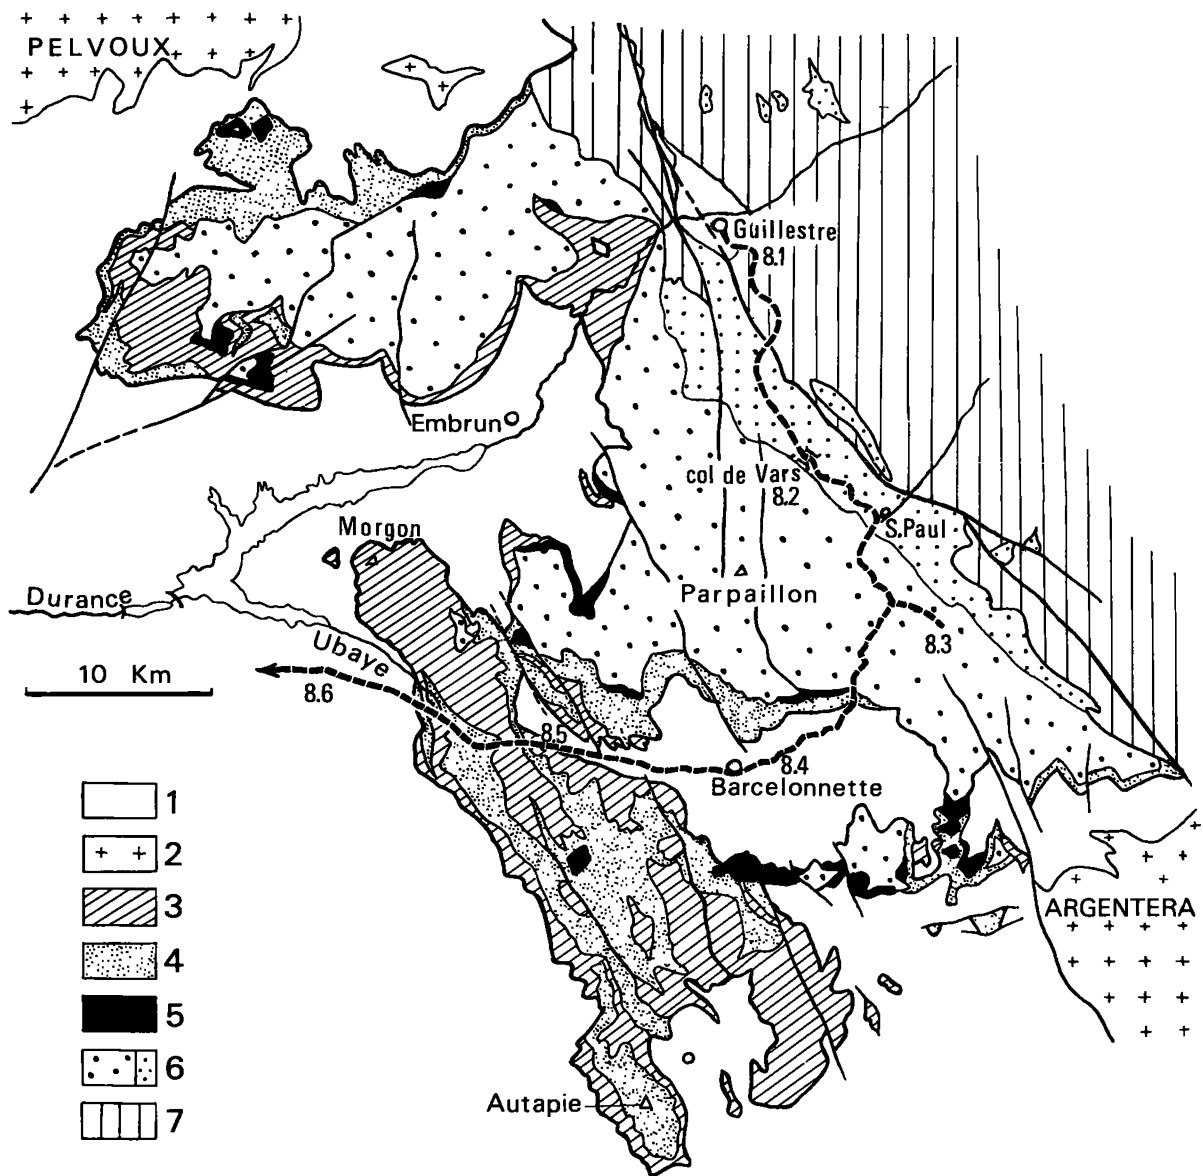 PELVOUX
Guillestre
8.1
Embrun
col de Vars
8.2
S.Paul
Morgon
Durance
Parpaillon
Ubaye
8.3
10 Km
8.6
8.5
8.4
Barcelonnette
1
2
3
ARGENTERA
4
5
6
7
Autapie